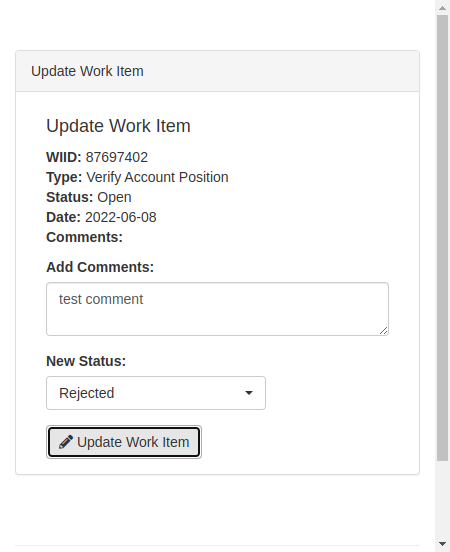 Update Work Item
Update Work Item
WIID: 87697402
Type: Verify Account Position
Status: Open
Date: 2022-06-08
Comments:
Add Comments:
test comment
New Status:
Rejected
Update Work Item